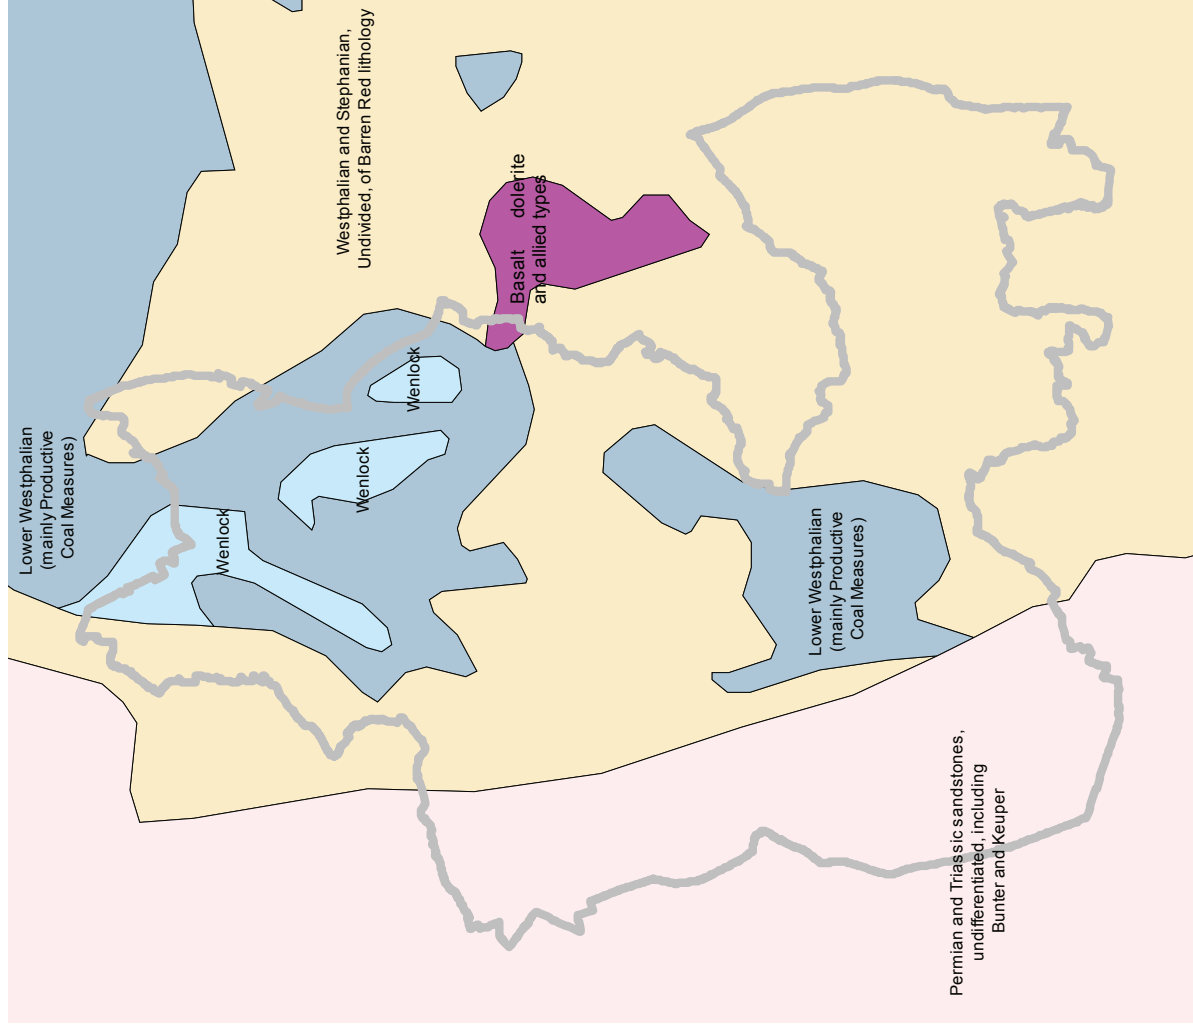 Lower Westphalian
(mainly Productive
Coal Measures)
Westphalian and Stephanian,
Undivided, of Barren Red lithology
Wenlock
Wenlock
Wenlock
Basalt dolerite
and allied types
Lower Westphalian
(mainly Productive
Coal Measures)
Permian and Triassic sandstones,
undifferentiated, including
Bunter and Keuper